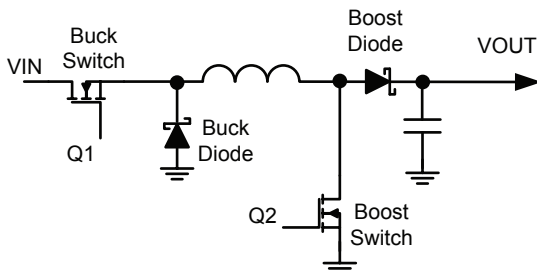 Boost
Diode
VOUT
Buck
Switch
VIN
Q1
Buck
Diode
Q2
Boost
Switch